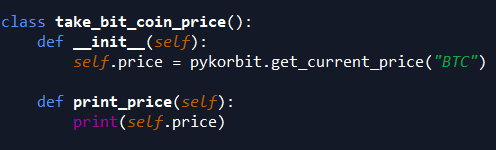 class take_bit_coin_price():
    def __init__(self):
        self.price = pykorbit.get_current_price("BTC")

    def print_price(self):
        print(self.price)